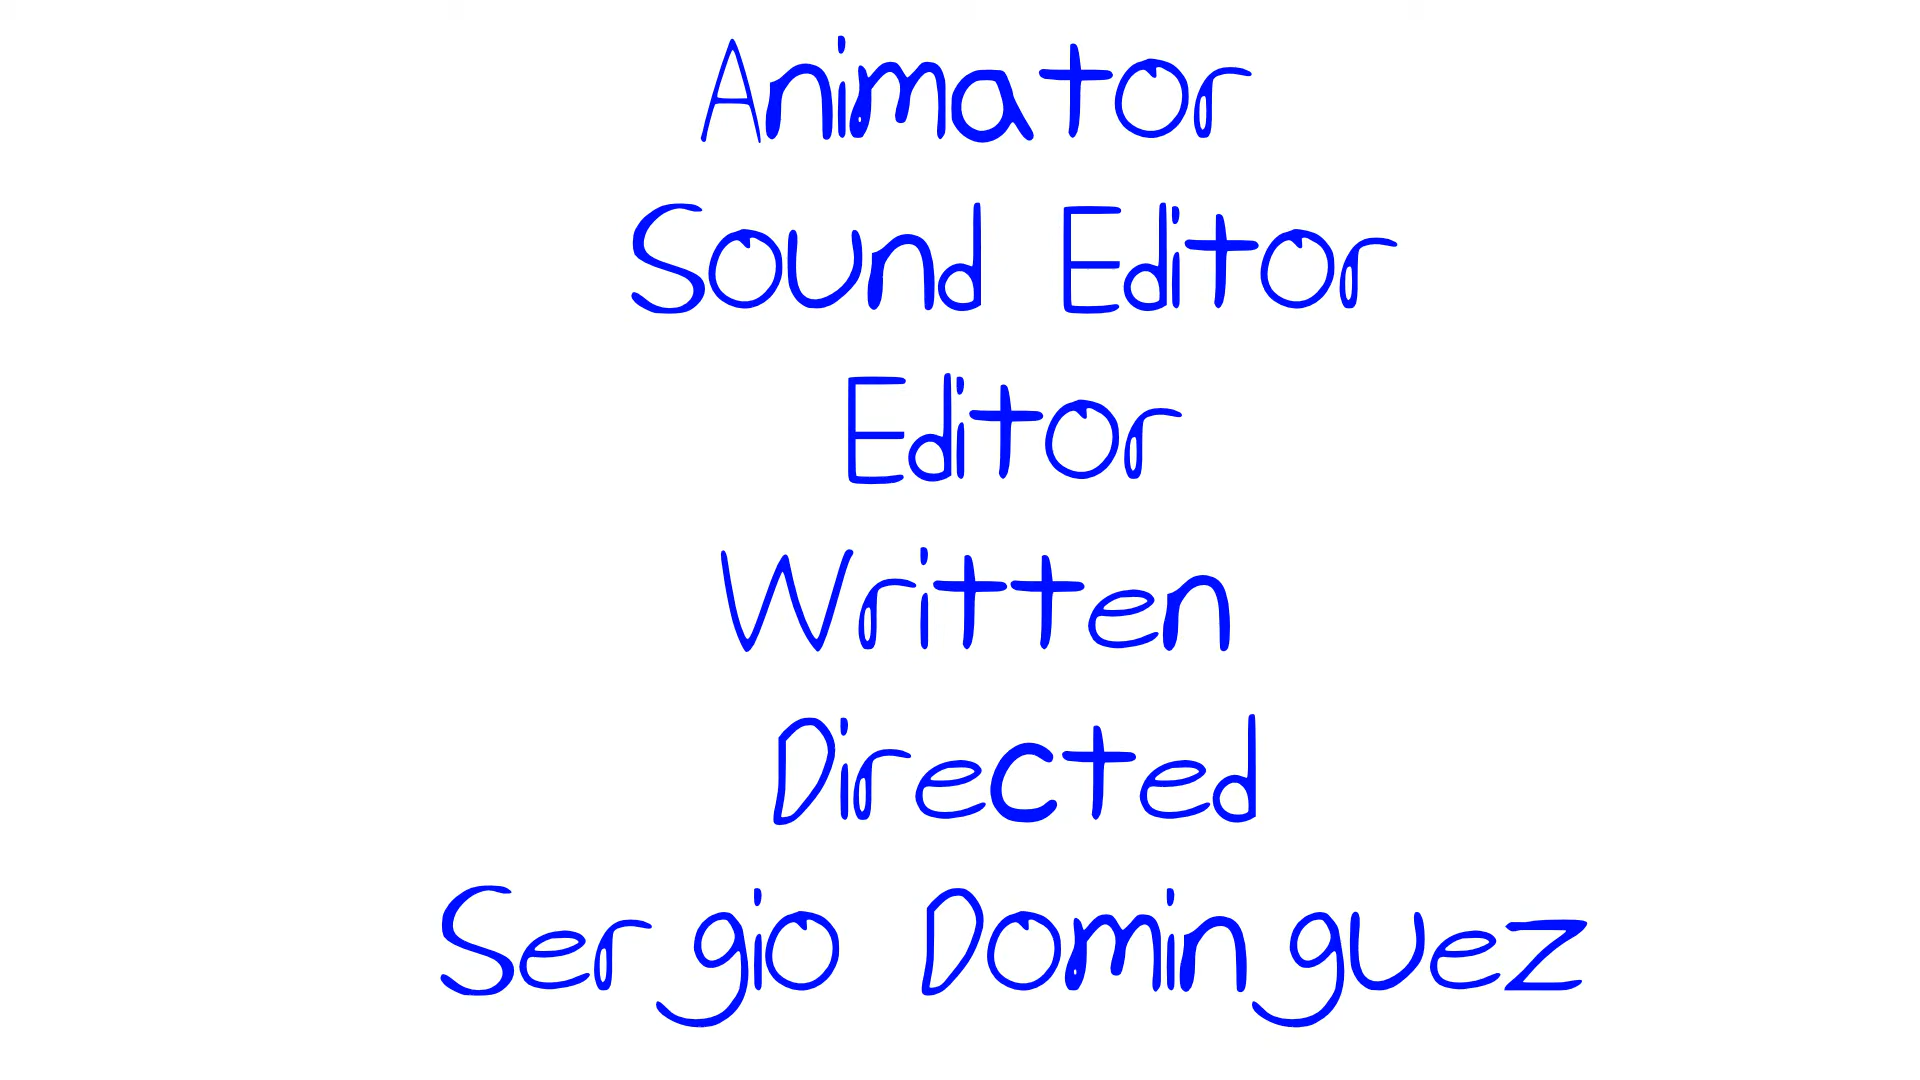 Animator
Sound Editor
Editor
Written
Directed
Sergio Dominguez